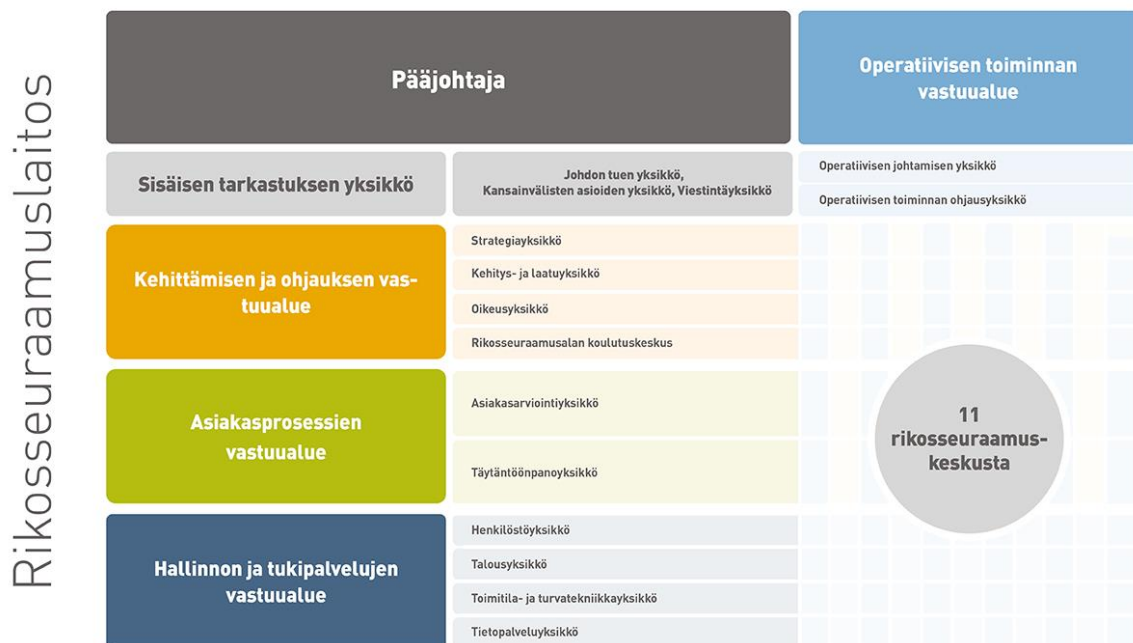 Rikosseuraamuslaitos
Pääjohtaja
Operatiivisen toiminnan
vastuualue
Sisäisen tarkastuksen yksikkö
Johdon tuen yksikkö,
Kansainvälisten asioiden yksikkö, Viestintäyksikkö
Operatiivisen johtamisen yksikkö
Operatiivisen toiminnan ohjausyksikkö
Kehittämisen ja ohjauksen vas-
tuualue
Strategiayksikkö
Kehitys- ja laatuyksikkö
Oikeusyksikkö
Rikosseuraamusalan koulutuskeskus
Asiakasprosessien
vastuualue
Asiakasarviointiyksikkö
Täytäntöönpanoyksikkö
11
rikosseuraamus-
keskusta
Hallinnon ja tukipalvelujen
vastuualue
Henkilöstöyksikkö
Talousyksikkö
Toimitila- ja turvatekniikkayksikkö
Tietopalveluyksikkö